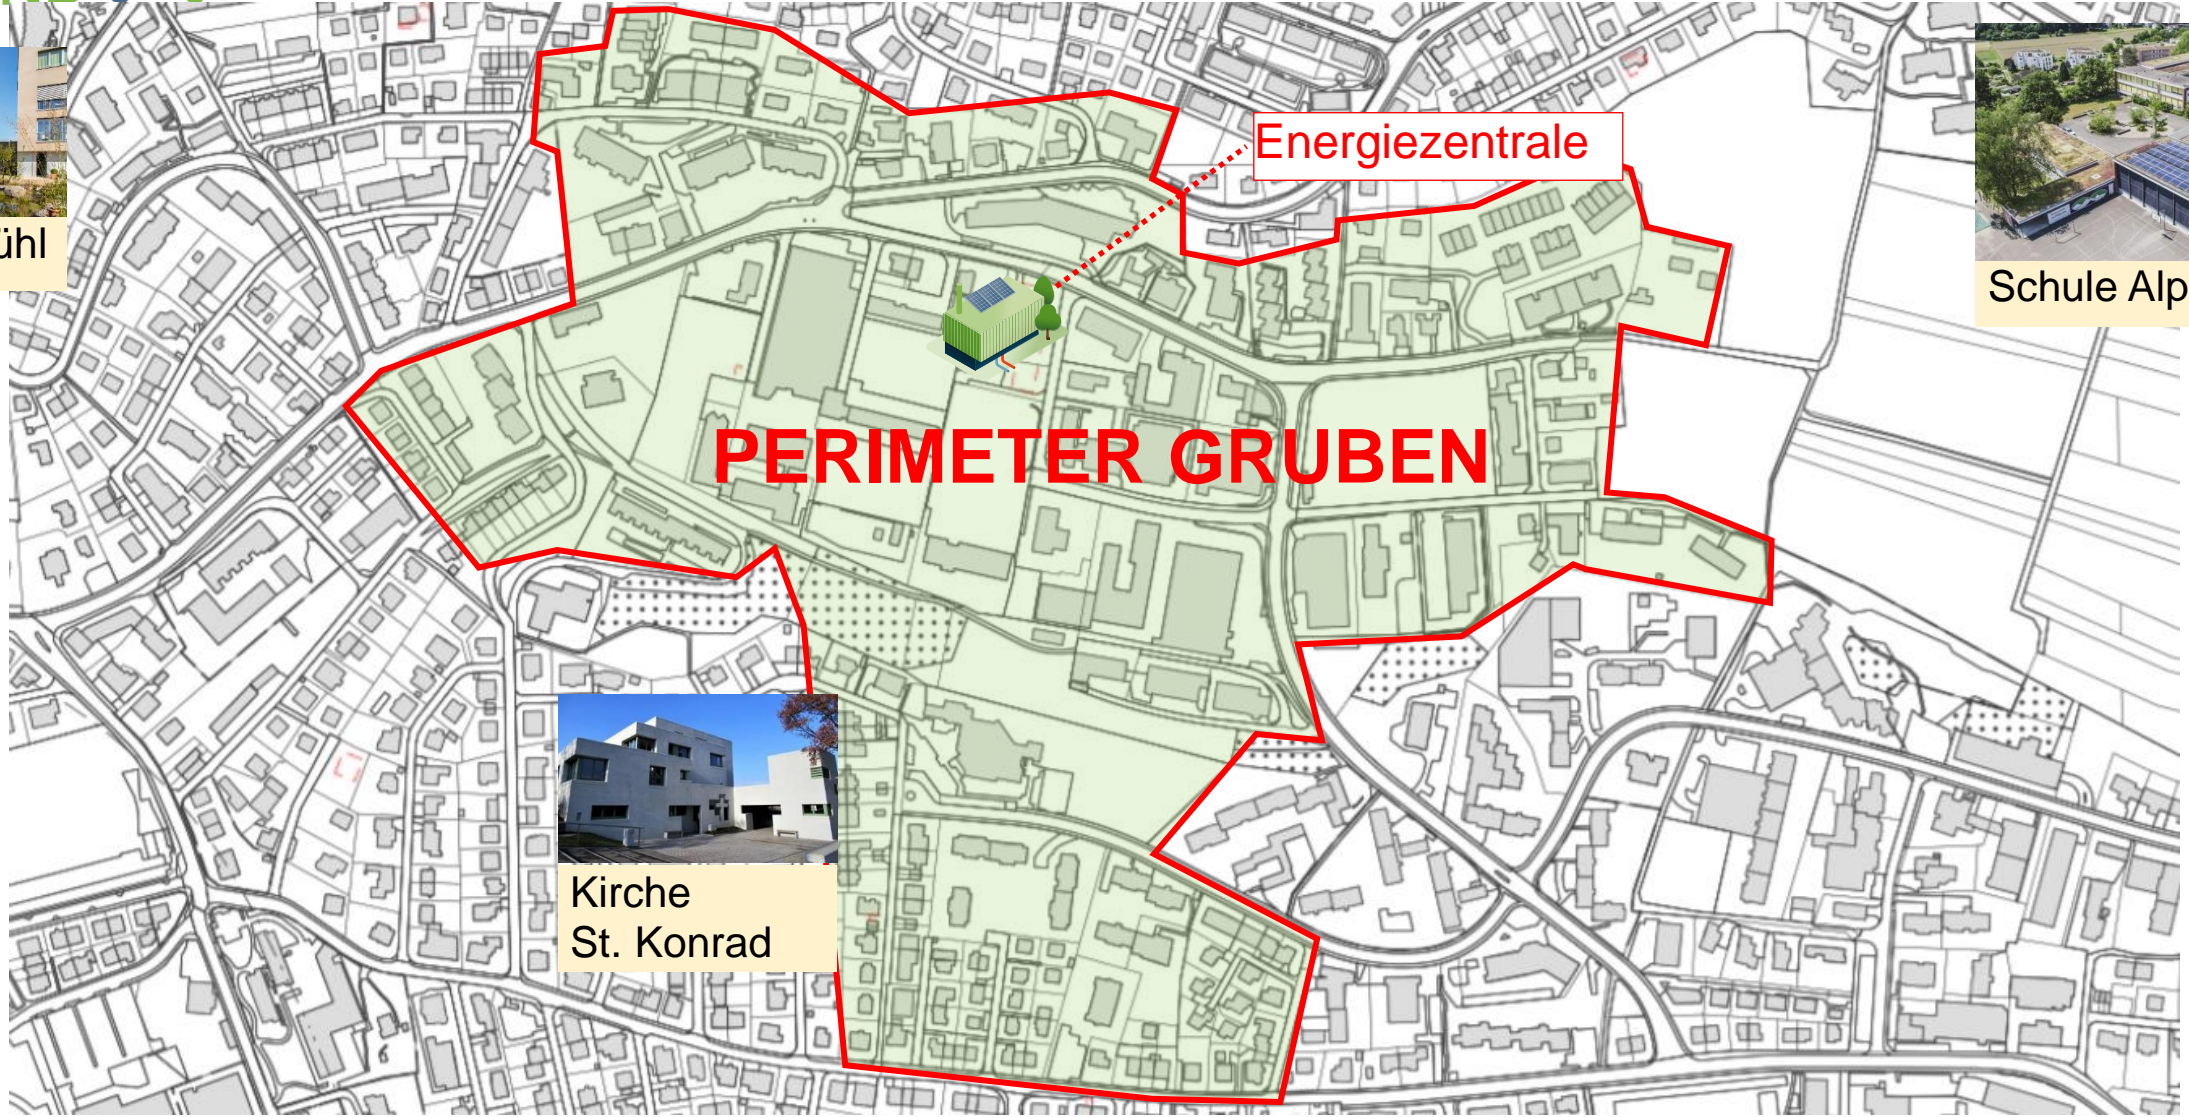 Energiezentrale
ühl
Schule Alp
PERIMETER GRUBEN
Kirche
St. Konrad